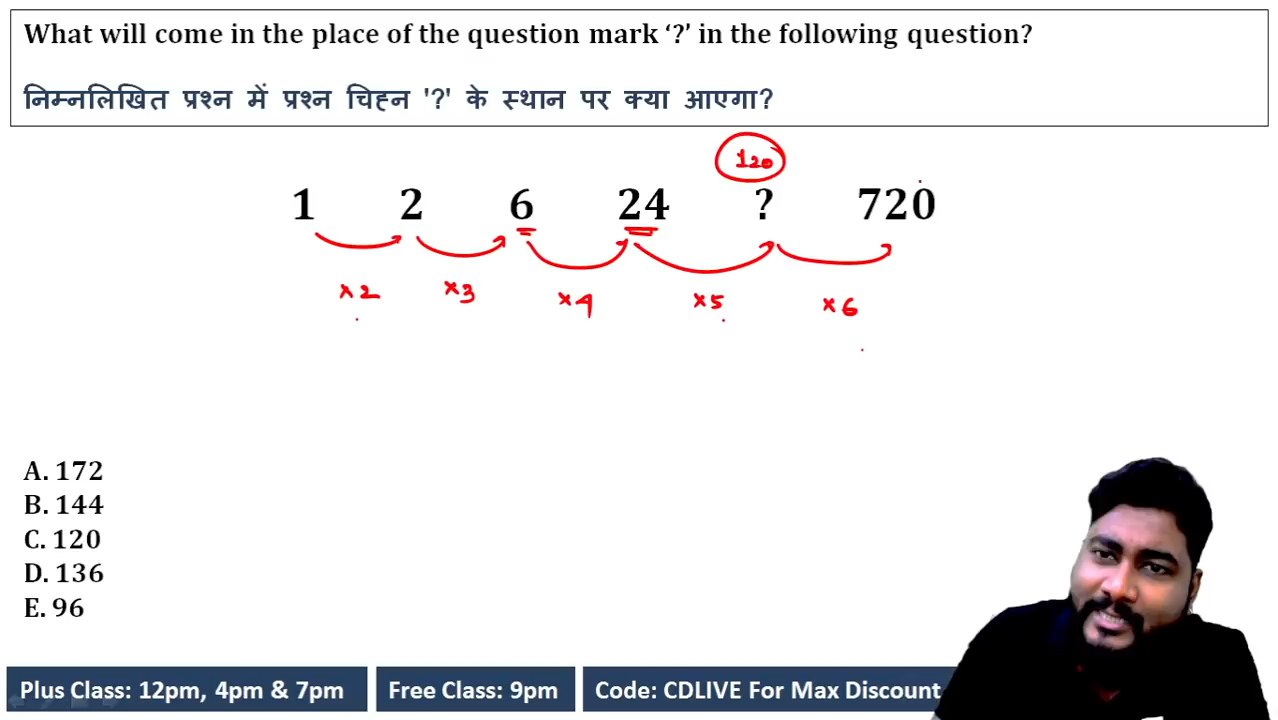 What will come in the place of the question mark ‘?’ in the following question?
निम्नलिखित प्रश्न में प्रश्न चिह्न '?' के स्थान पर क्या आएगा?
120
1 2 6 24 ? 720
×2 ×3 ×4 ×5 ×6
A. 172
B. 144
C. 120
D. 136
E. 96
Plus Class: 12pm, 4pm & 7pm Free Class: 9pm Code: CDLIVE For Max Discount